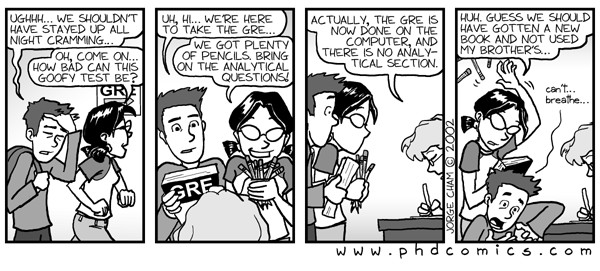 UGHHH... WE SHOULDN'T
HAVE STAYED UP ALL
NIGHT CRAMMING...
OH, COME ON...
HOW BAD CAN THIS
GOOFY TEST BE?
GRE
UH, HI... WE'RE HERE
TO TAKE THE GRE...
WE GOT PLENTY
OF PENCILS. BRING
ON THE ANALYTICAL
QUESTIONS!
GRE
ACTUALLY, THE GRE IS
NOW DONE ON THE
COMPUTER, AND
THERE IS NO ANALY-
TICAL SECTION.
JORGE CHAM © 2002
HUH. GUESS WE SHOULD
HAVE GOTTEN A NEW
BOOK AND NOT USED
MY BROTHER'S...
can't...
breathe...
www.phdcomics.com